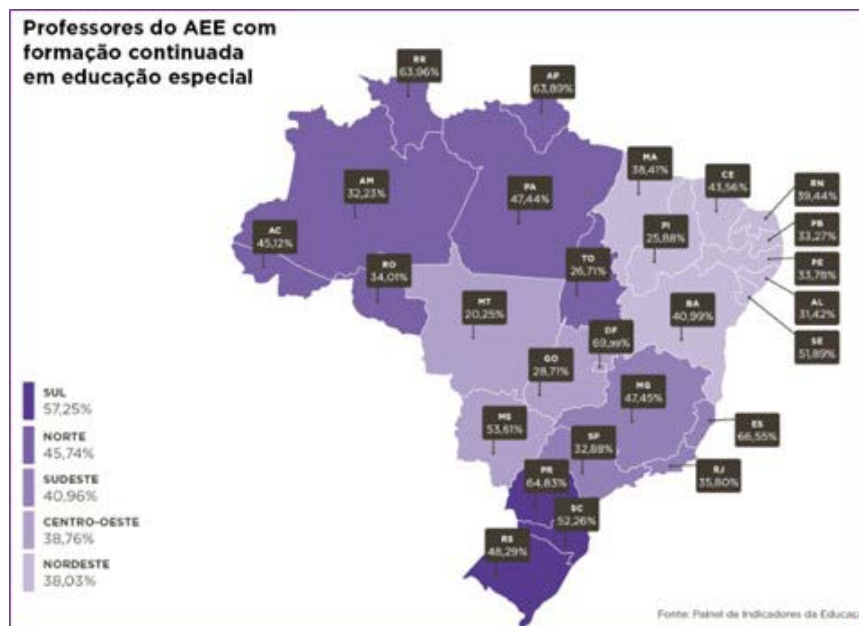 Professores do AEE com
formação continuada
em educação especial
RR
63,96%
AP
63,89%
MA
38,41%
CE
43,56%
RN
39,44%
AM
32,23%
PA
47,44%
PI
25,88%
PB
33,27%
AC
45,12%
RO
34,01%
TO
26,71%
PE
33,78%
MT
20,25%
BA
40,99%
AL
31,42%
DF
69,99%
SE
51,89%
GO
28,71%
MG
47,45%
SUL
57,25%
MS
53,61%
ES
66,55%
NORTE
45,74%
SP
32,88%
RJ
35,80%
PR
64,83%
SUDESTE
40,96%
SC
52,26%
CENTRO-OESTE
38,76%
RS
48,29%
NORDESTE
38,03%
Fonte: Painel de Indicadores da Educaça